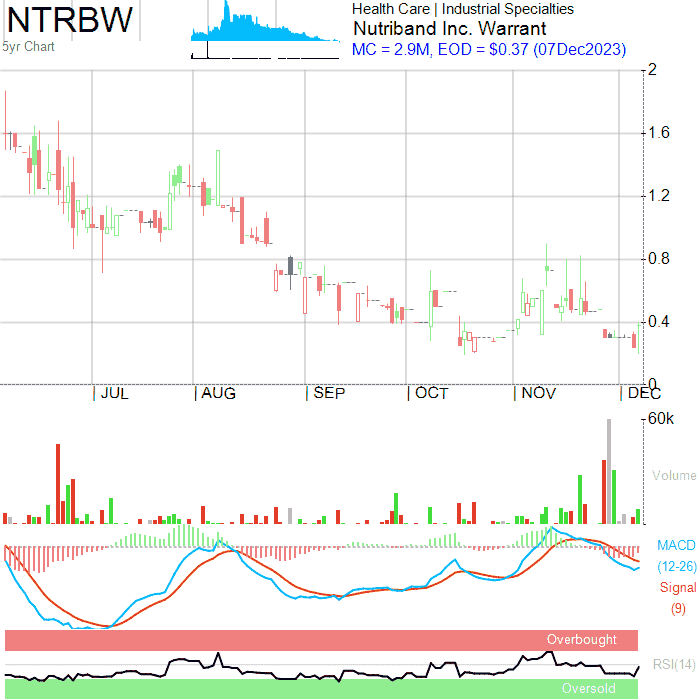 NTRBW
5yr Chart
Health Care | Industrial Specialties
Nutriband Inc. Warrant
MC = 2.9M, EOD = $0.37 (07Dec2023)
2
1.6
1.2
0.8
0.4
0
JUL AUG SEP OCT NOV DEC
60k
Volume
MACD
(12-26)
Signal
(9)
Overbought
RSI(14)
Oversold